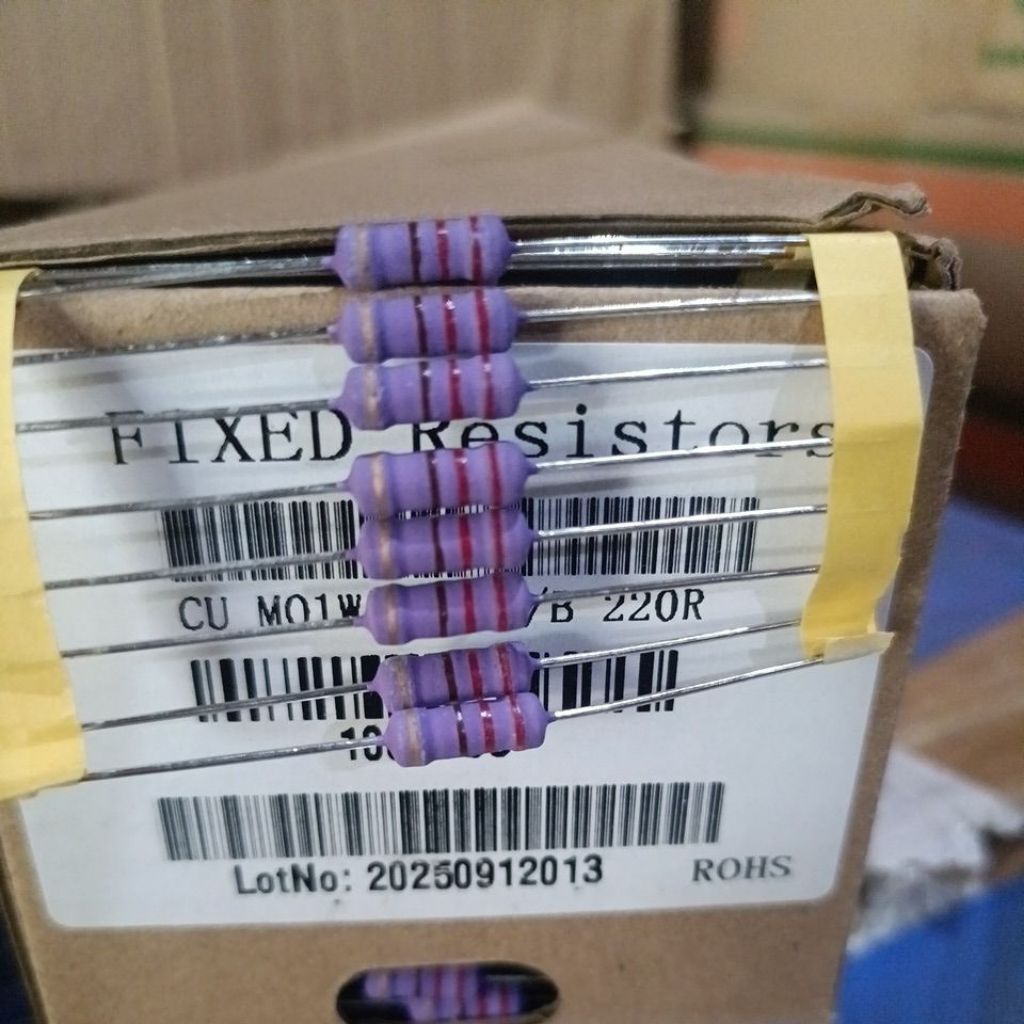 FIXED Resistors
CU MO1W /B 220R
LotNo: 20250912013 ROHS